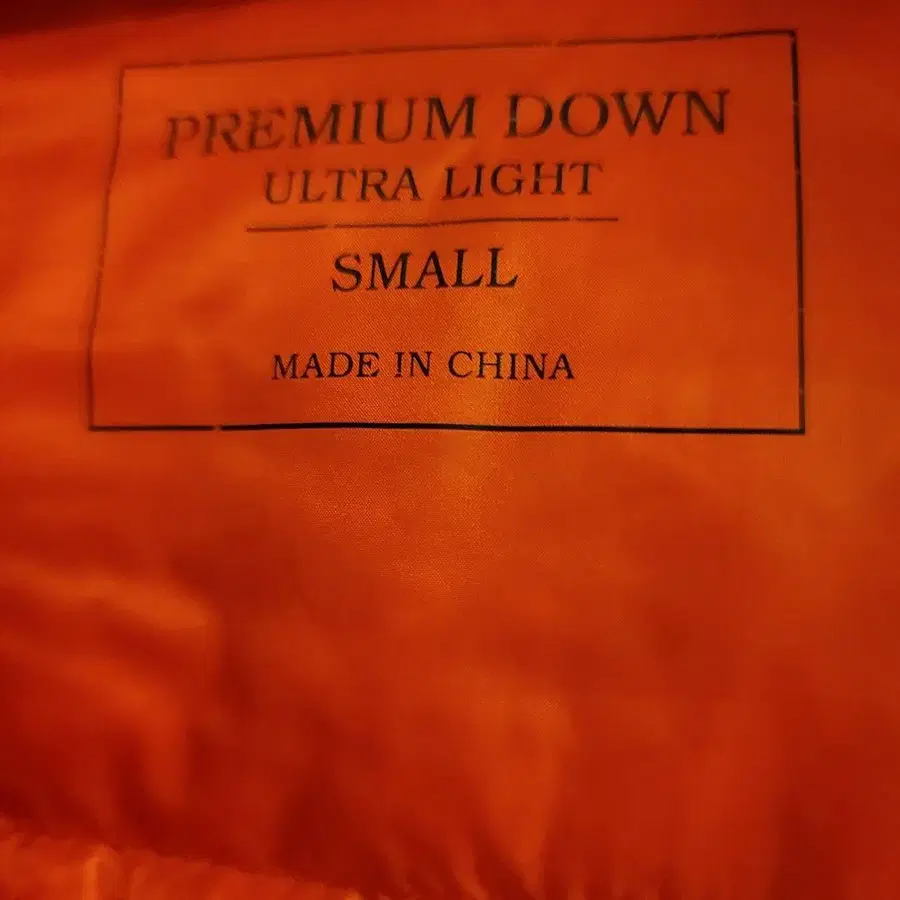 PREMIUM DOWN
ULTRA LIGHT
SMALL
MADE IN CHINA